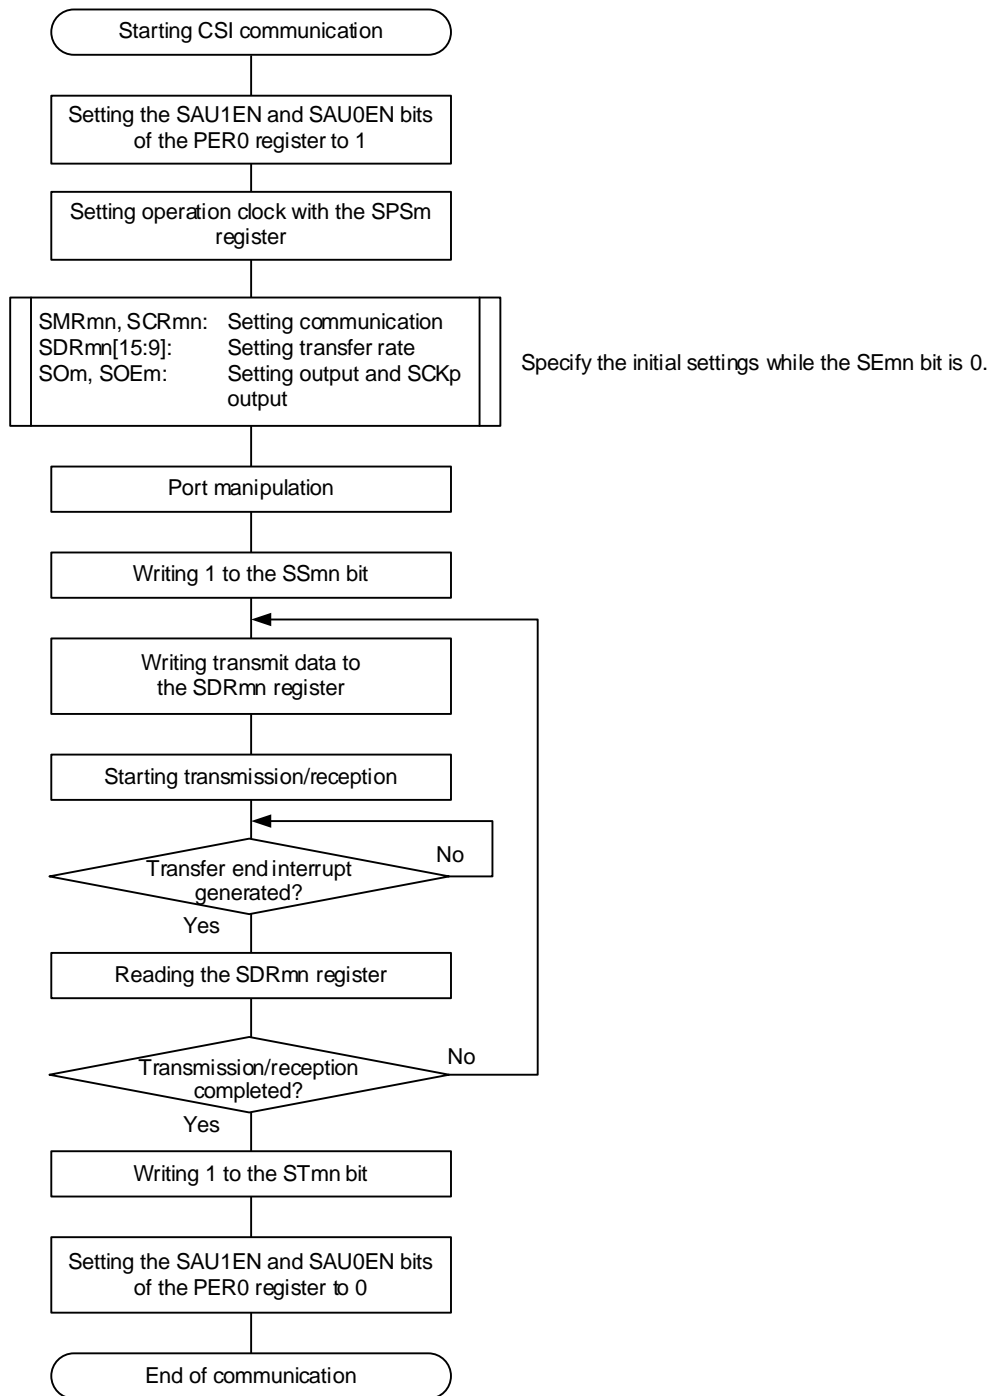 Starting CSI communication
Setting the SAU1EN and SAU0EN bits
of the PER0 register to 1
Setting operation clock with the SPSm
register
SMRmn, SCRmn: Setting communication
SDRmn[15:9]: Setting transfer rate
SOm, SOEm: Setting output and SCKp
output
Specify the initial settings while the SEmn bit is 0.
Port manipulation
Writing 1 to the SSmn bit
Writing transmit data to
the SDRmn register
Starting transmission/reception
Transfer end interrupt
generated?
No
Yes
Reading the SDRmn register
Transmission/reception
completed?
No
Yes
Writing 1 to the STmn bit
Setting the SAU1EN and SAU0EN bits
of the PER0 register to 0
End of communication